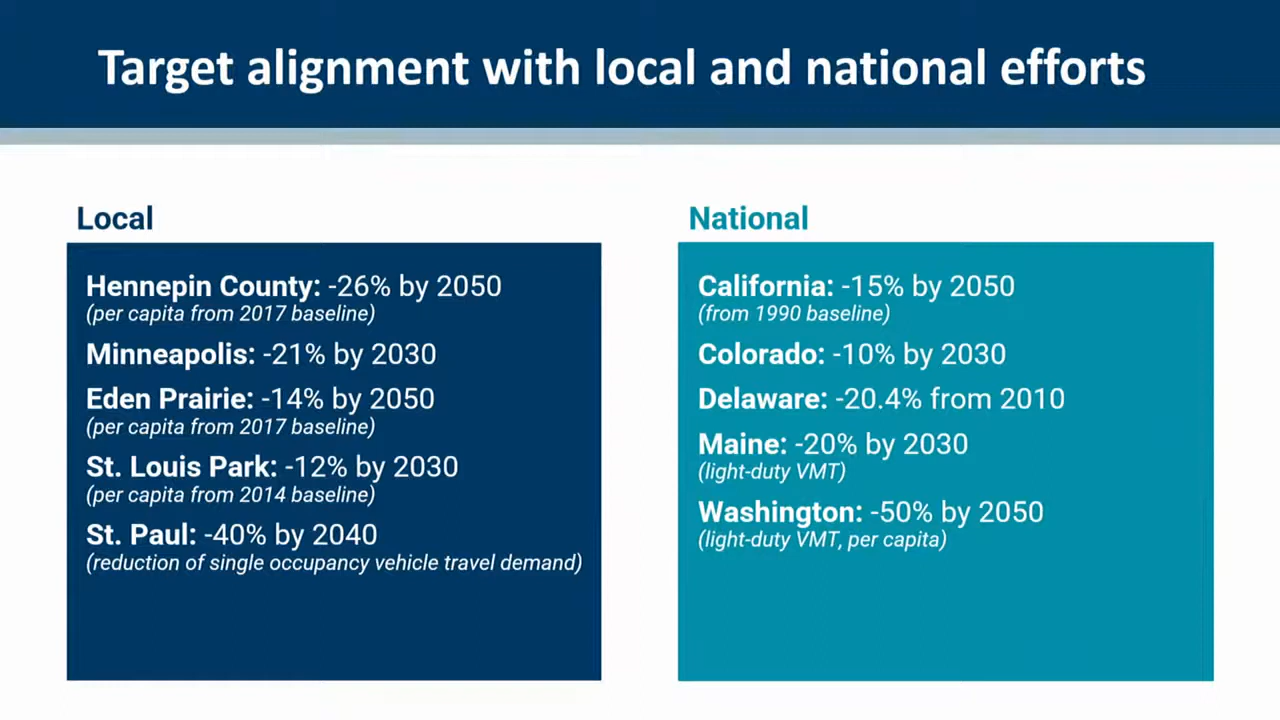 Target alignment with local and national efforts
Local
Hennepin County: -26% by 2050
(per capita from 2017 baseline)
Minneapolis: -21% by 2030
Eden Prairie: -14% by 2050
(per capita from 2017 baseline)
St. Louis Park: -12% by 2030
(per capita from 2014 baseline)
St. Paul: -40% by 2040
(reduction of single occupancy vehicle travel demand)
National
California: -15% by 2050
(from 1990 baseline)
Colorado: -10% by 2030
Delaware: -20.4% from 2010
Maine: -20% by 2030
(light-duty VMT)
Washington: -50% by 2050
(light-duty VMT, per capita)